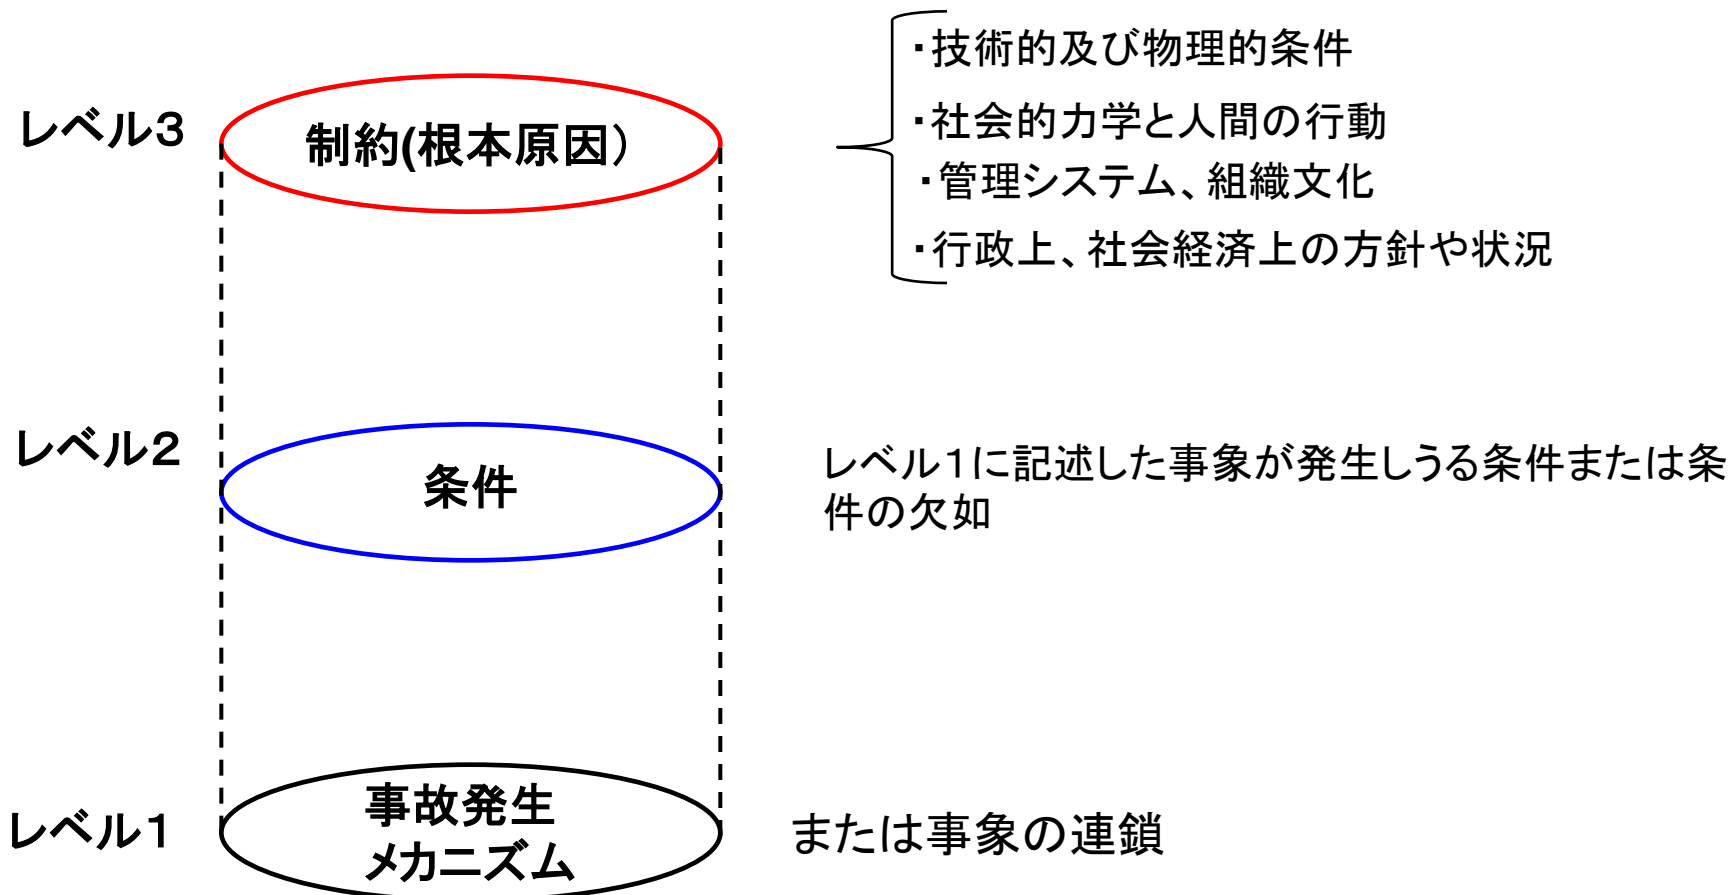 ・技術的及び物理的条件
レベル3
制約(根本原因）
・社会的力学と人間の行動
・管理システム、組織文化
・行政上、社会経済上の方針や状況
レベル2
条件
レベル1に記述した事象が発生しうる条件または条
件の欠如
レベル1
事故発生
メカニズム
または事象の連鎖